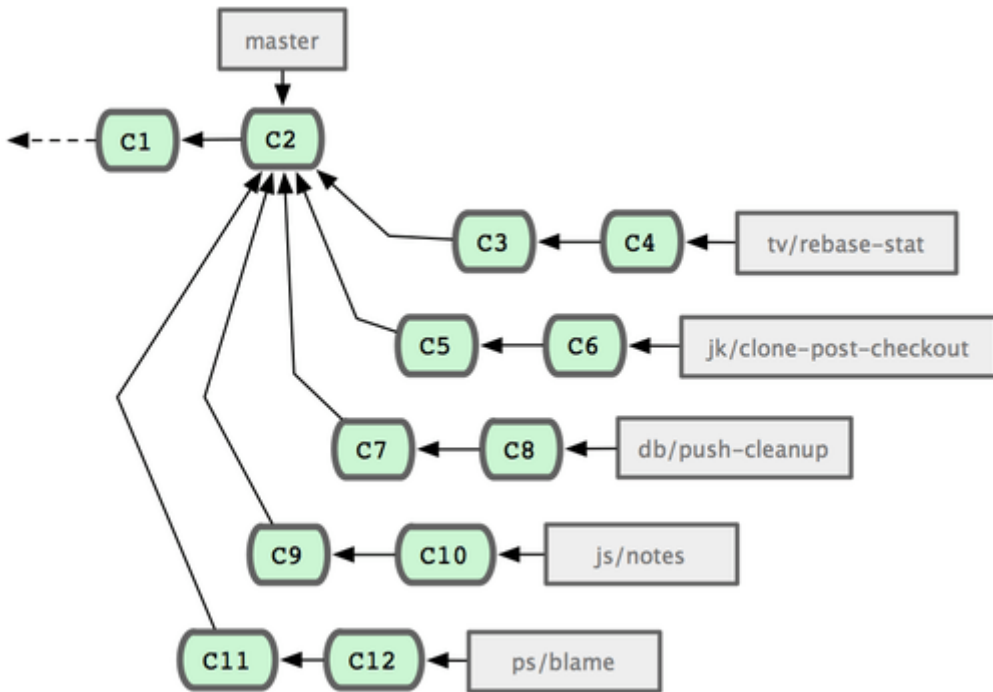 master
C1
C2
C3
C4
tv/rebase-stat
C5
C6
jk/clone-post-checkout
C7
C8
db/push-cleanup
C9
C10
js/notes
C11
C12
ps/blame